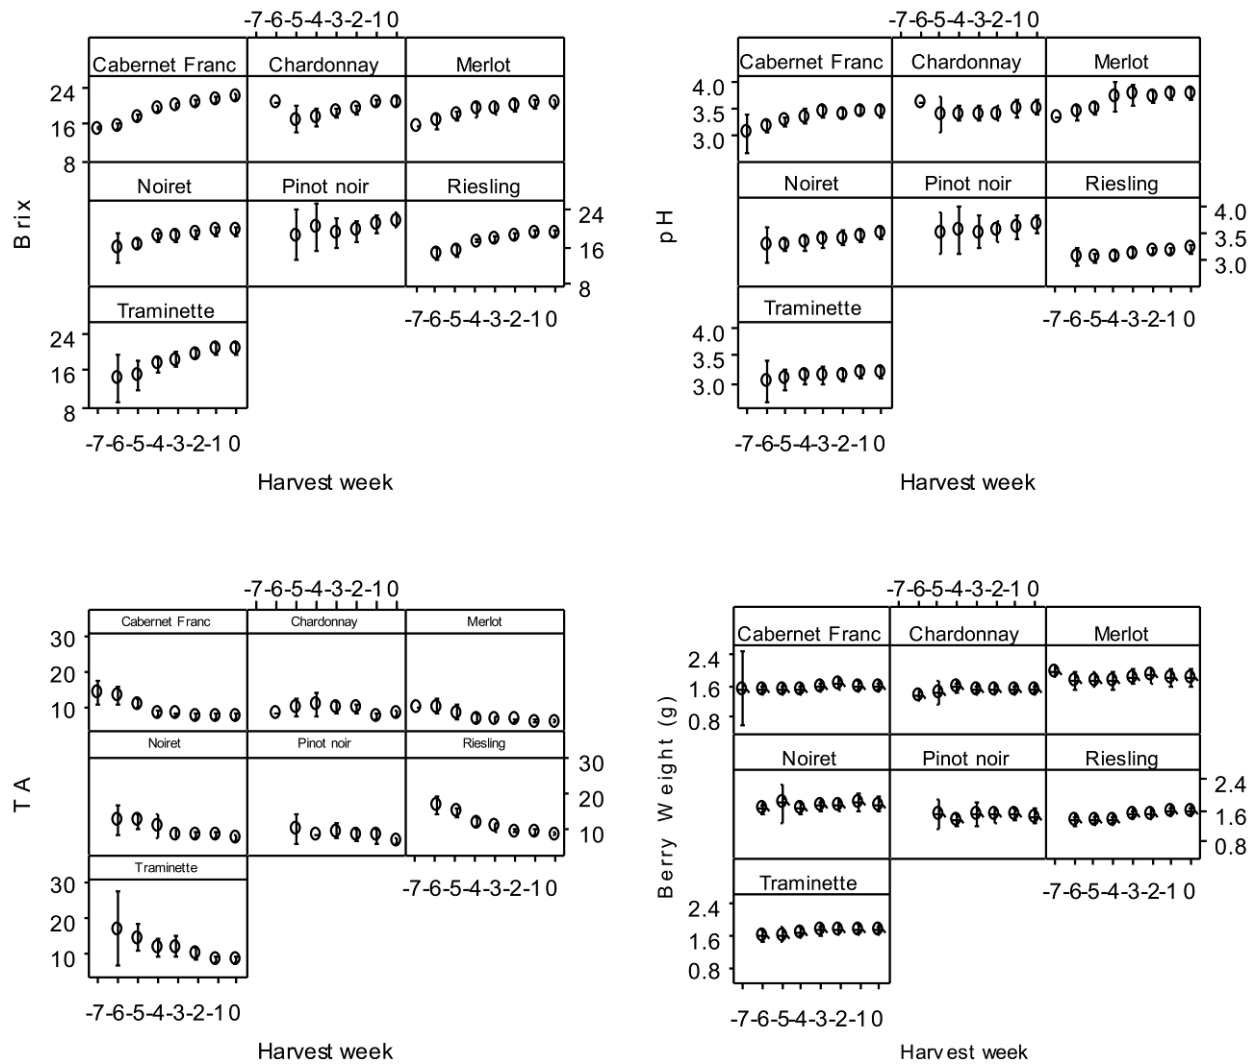 -7-6-5-4-3-2-1 0
Cabernet Franc Chardonnay Merlot
24
16
8
Noiret Pinot noir Riesling
24
16
8
Brix
Traminette
-7-6-5-4-3-2-1 0
24
16
8
-7-6-5-4-3-2-1 0
Harvest week
-7-6-5-4-3-2-1 0
Cabernet Franc Chardonnay Merlot
4.0
3.5
3.0
Noiret Pinot noir Riesling
4.0
3.5
3.0
pH
Traminette
-7-6-5-4-3-2-1 0
4.0
3.5
3.0
-7-6-5-4-3-2-1 0
Harvest week
-7-6-5-4-3-2-1 0
Cabernet Franc Chardonnay Merlot
30
20
10
Noiret Pinot noir Riesling
30
20
10
TA
Traminette
-7-6-5-4-3-2-1 0
30
20
10
-7-6-5-4-3-2-1 0
Harvest week
-7-6-5-4-3-2-1 0
Cabernet Franc Chardonnay Merlot
2.4
1.6
0.8
Noiret Pinot noir Riesling
2.4
1.6
0.8
Berry Weight (g)
Traminette
-7-6-5-4-3-2-1 0
2.4
1.6
0.8
-7-6-5-4-3-2-1 0
Harvest week